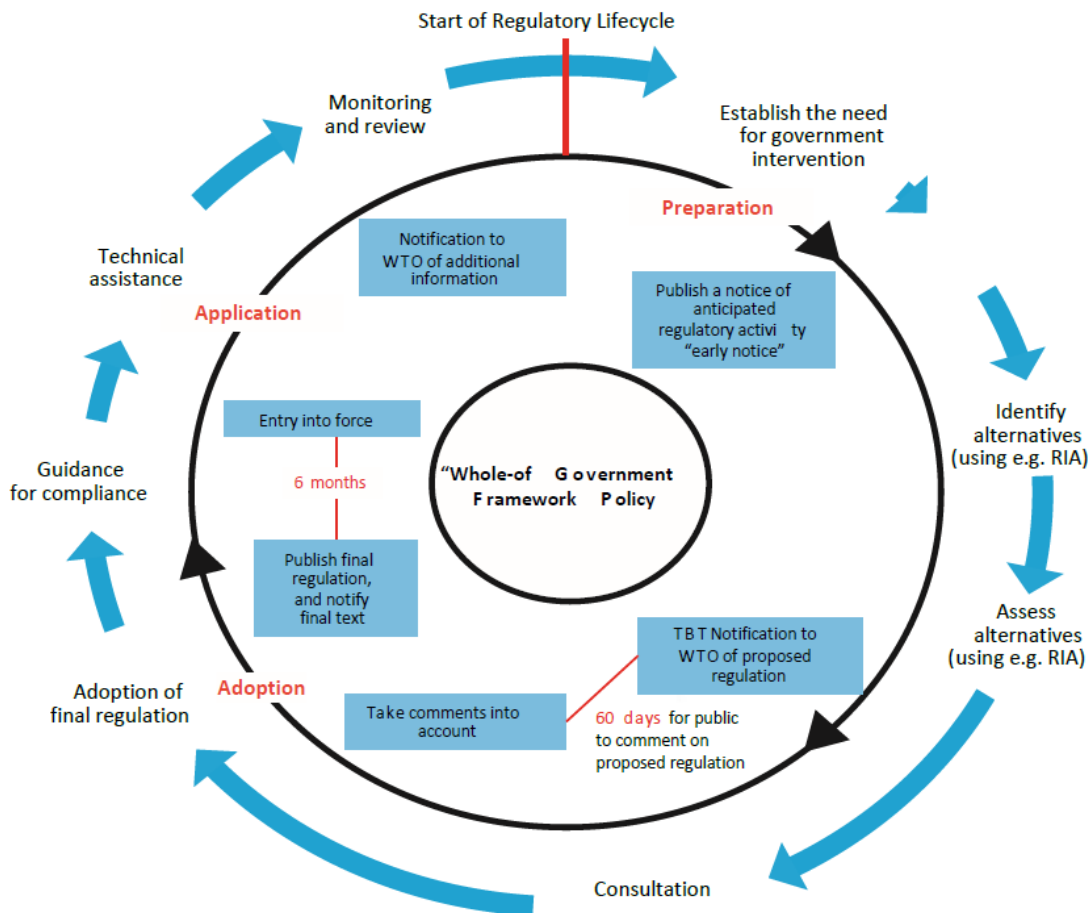 Start of Regulatory Lifecycle
Monitoring
and review
Establish the need
for government
intervention
Preparation
Notification to
WTO of additional
information
Technical
assistance
Publish a notice of
anticipated
regulatory activi ty
“early notice”
Application
Entry into force
Identify
alternatives
(using e.g. RIA)
Guidance
for compliance
6 months
“Whole-of Government
Framework Policy
Publish final
regulation,
and notify
final text
Assess
alternatives
(using e.g. RIA)
TBT Notification to
WTO of proposed
regulation
Adoption of
final regulation
Adoption
Take comments into
account
60 days for public
to comment on
proposed regulation
Consultation